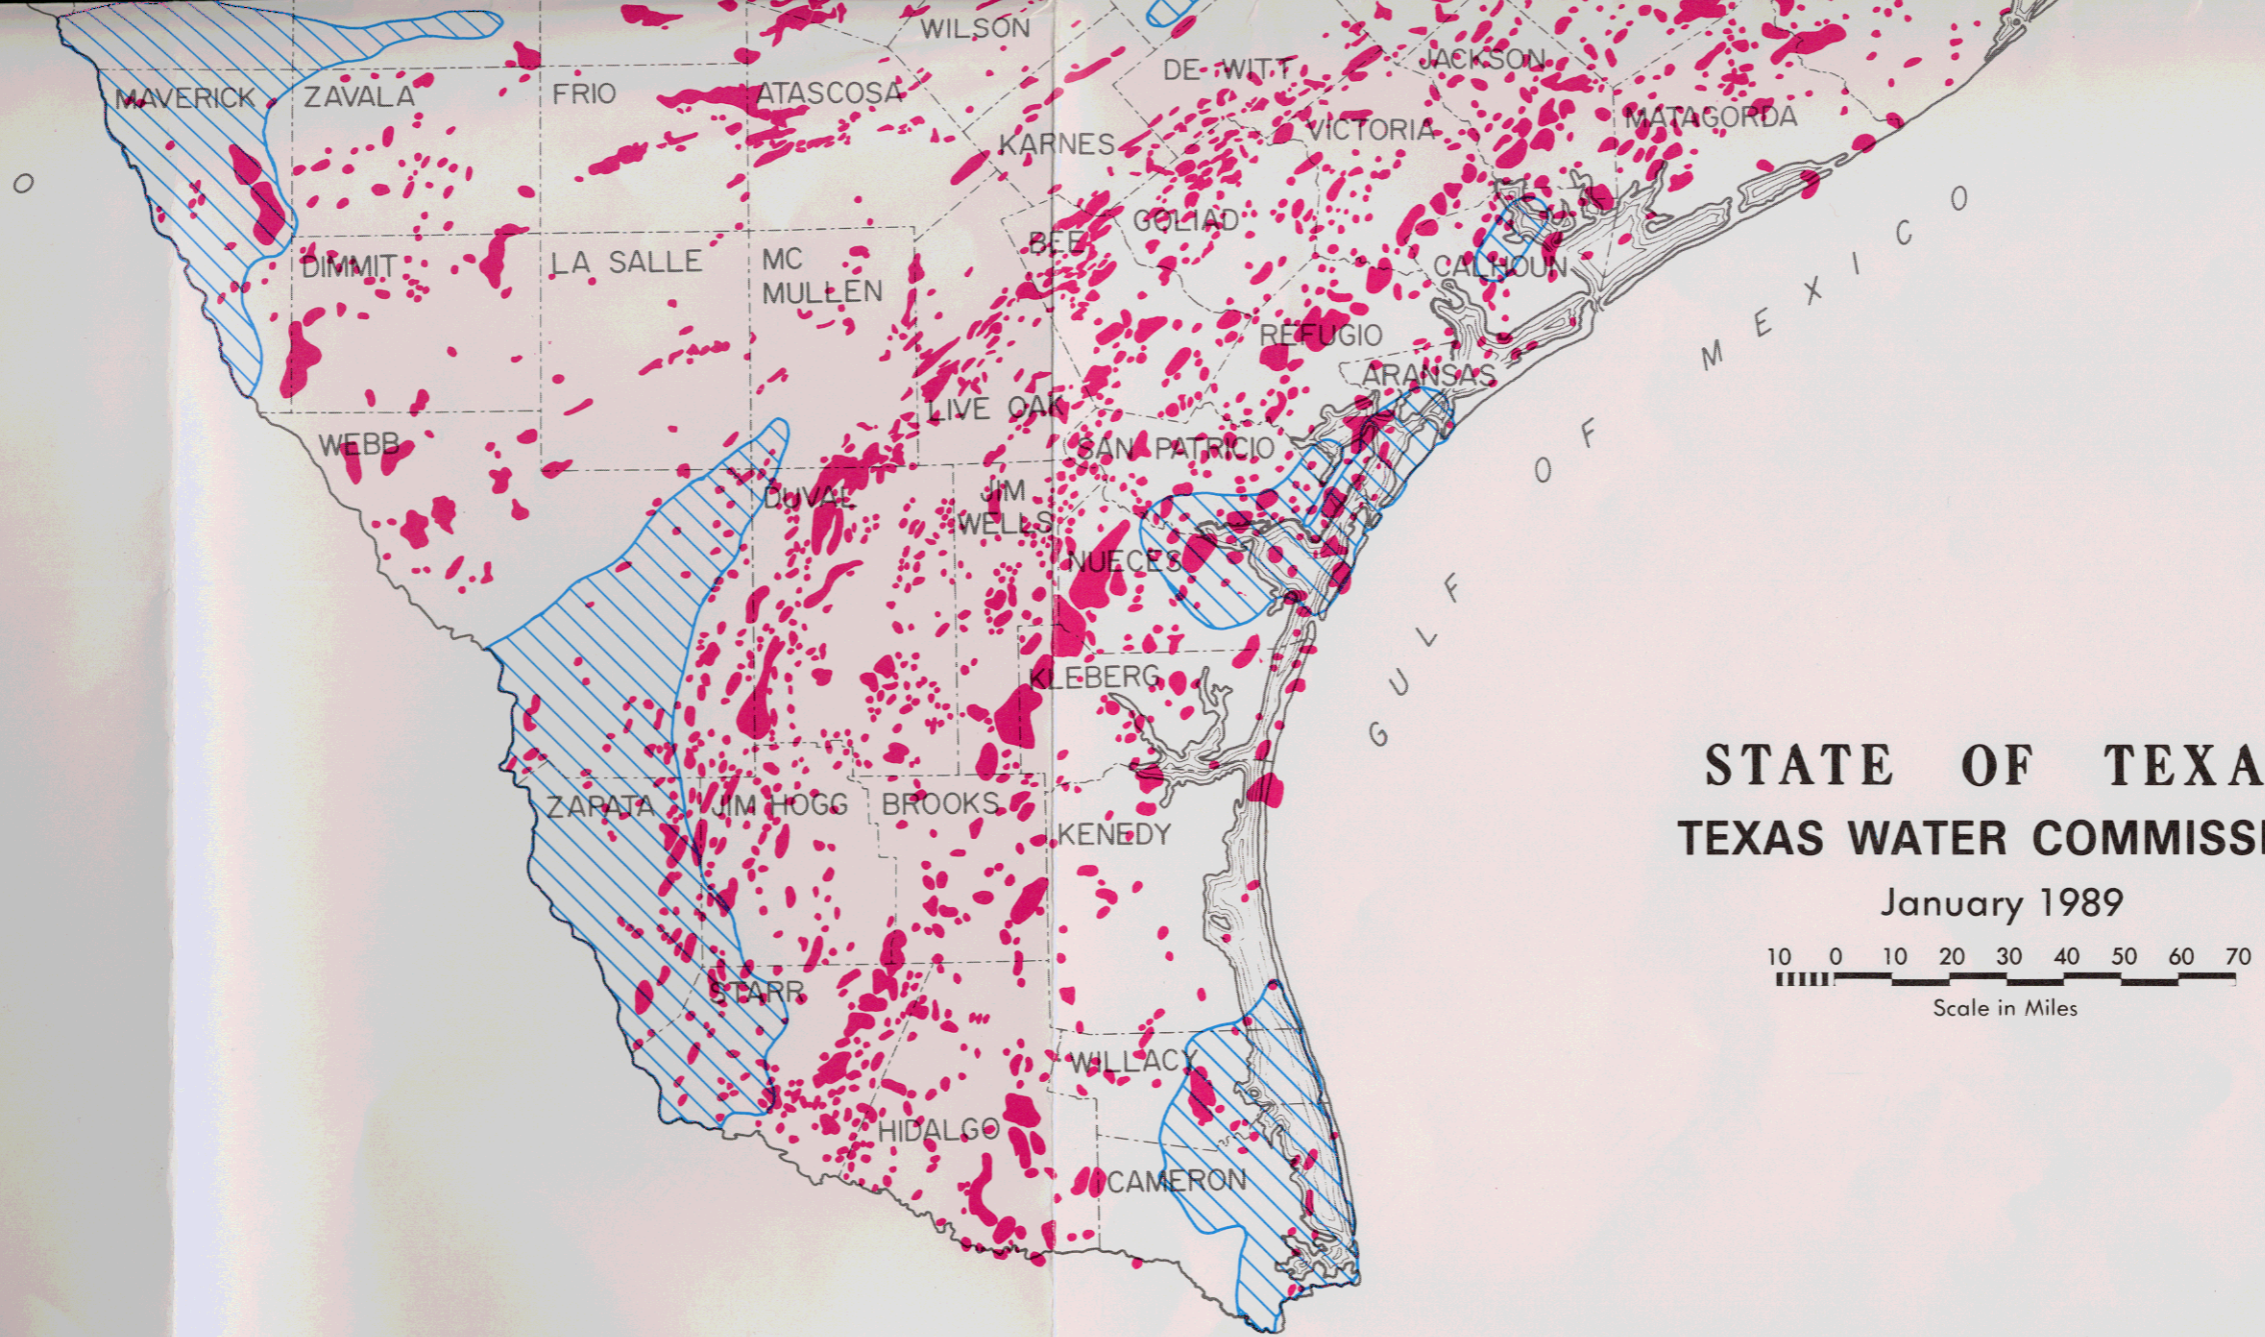 WILSON
DE WITT
JACKSON
MAVERICK
ZAVALA
FRIO
ATASCOSA
KARNES
VICTORIA
MATAGORDA
O
GOLIAD
BEE
DIMMIT
LA SALLE
MC
MULLEN
CALHOUN
REFUGIO
ARANSAS
LIVE OAK
WEBB
SAN PATRICIO
DUVAL
JIM
WELLS
NUECES
KLEBERG
GULF OF MEXICO
ZAPATA
JIM HOGG
BROOKS
KENEDY
STARR
WILLACY
HIDALGO
CAMERON
STATE OF TEXA
TEXAS WATER COMMISSI
January 1989
10 0 10 20 30 40 50 60 70
Scale in Miles